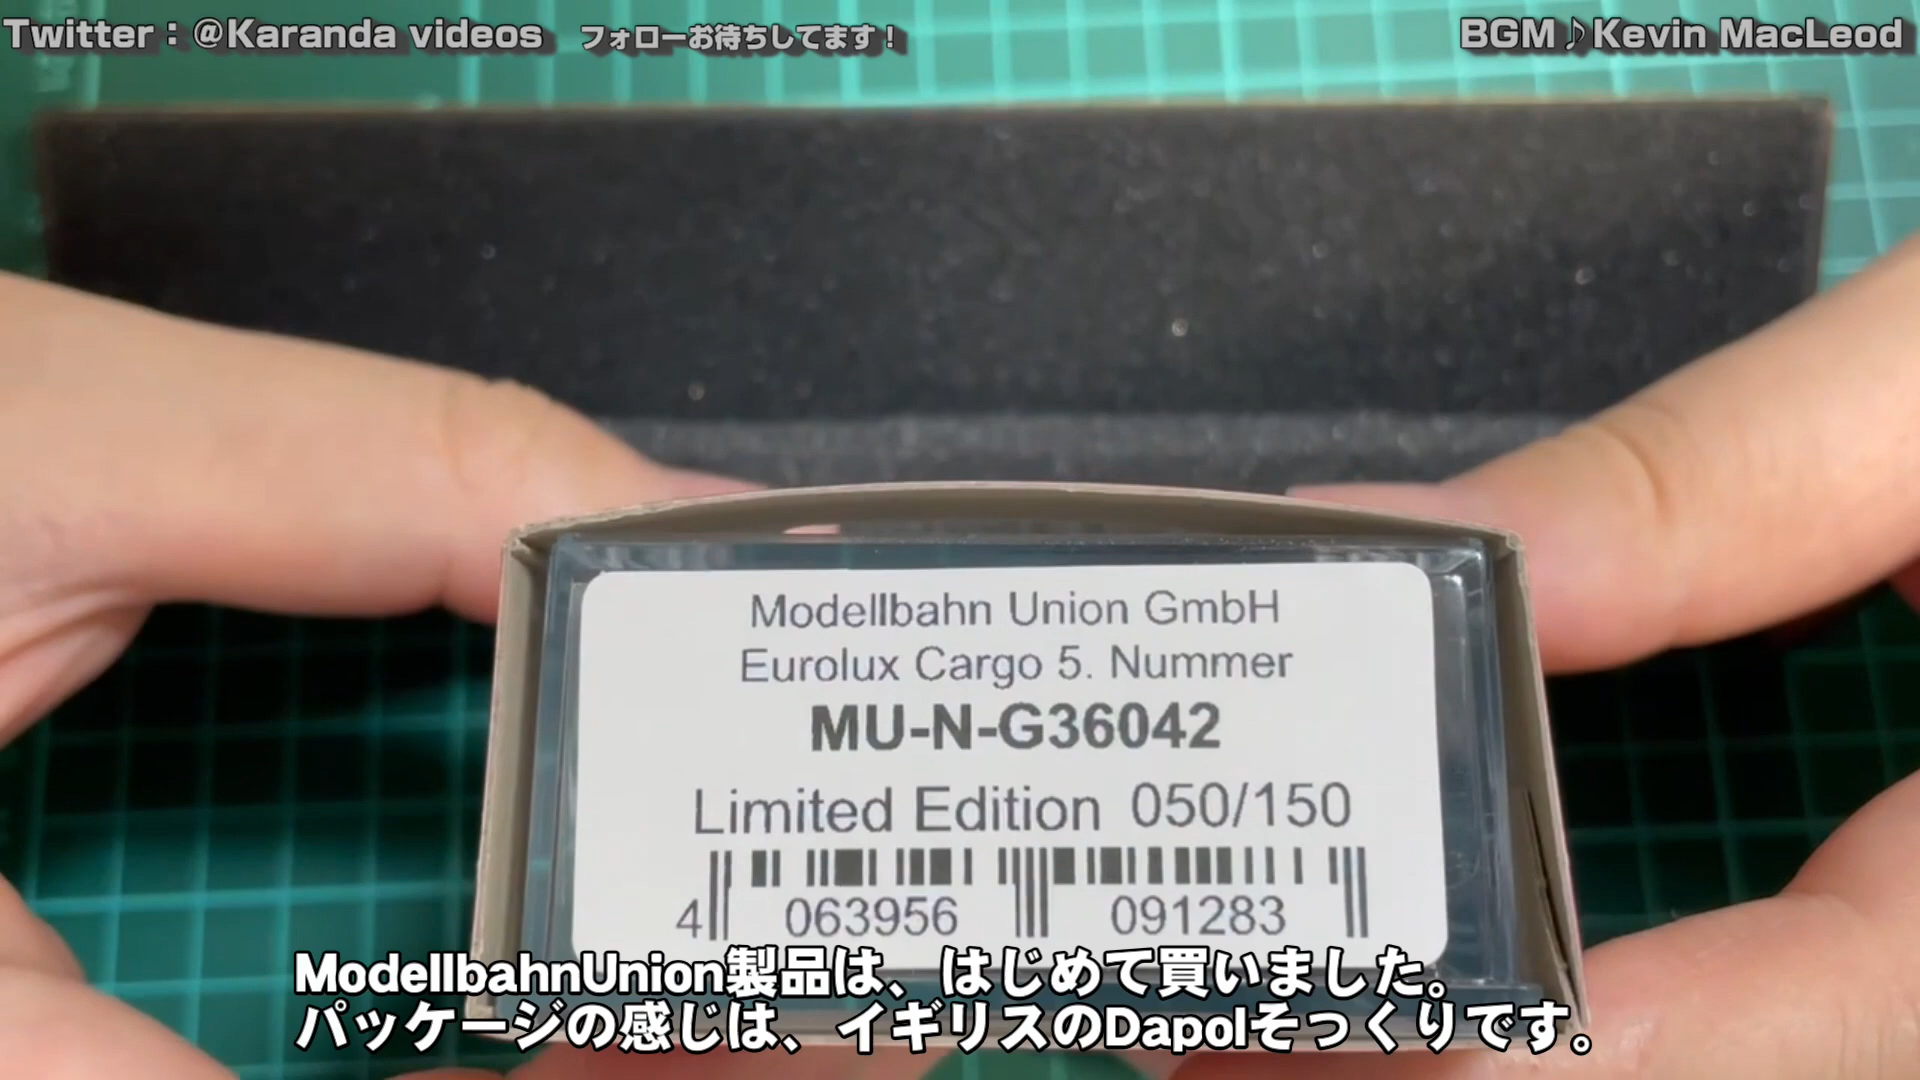 Twitter：@Karanda videos フォローお待ちしてます！
BGM♪Kevin MacLeod
Modellbahn Union GmbH
Eurolux Cargo 5. Nummer
MU-N-G36042
Limited Edition 050/150
4 063956 091283
ModellbahnUnion製品は、はじめて買いました。
パッケージの感じは、イギリスのDapolそっくりです。